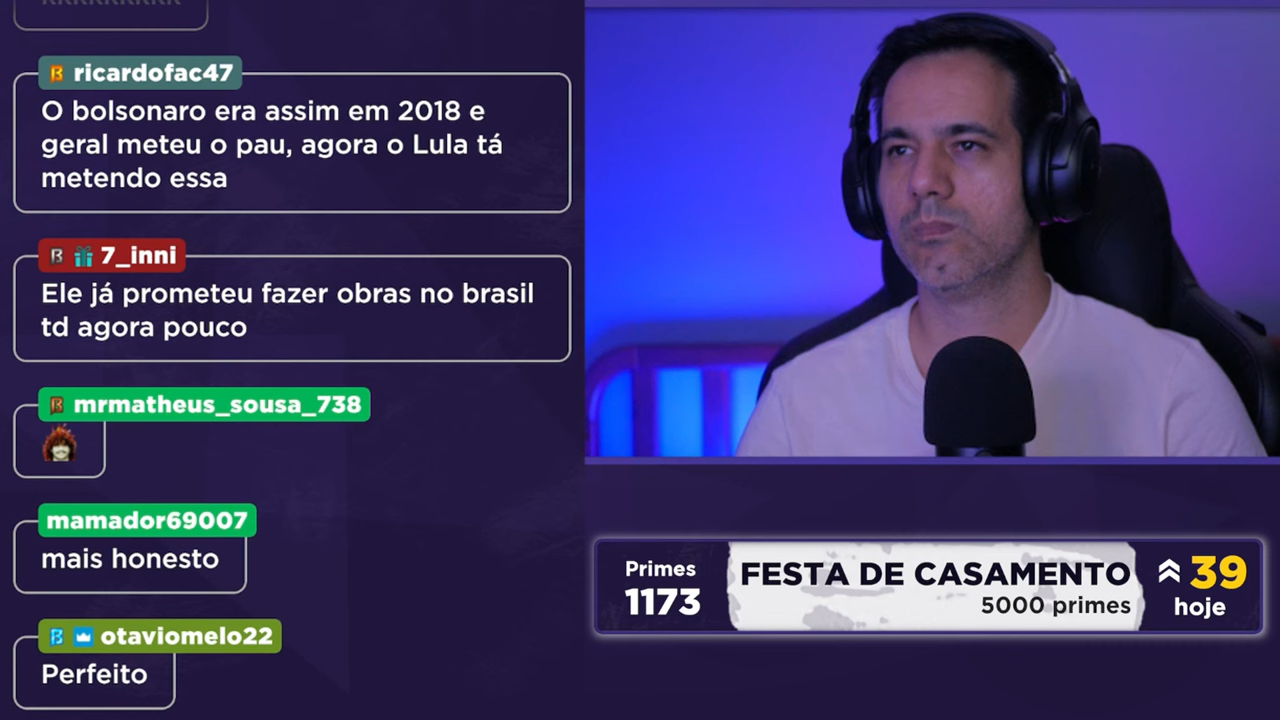 ricardofac47
O bolsonaro era assim em 2018 e
geral meteu o pau, agora o Lula tá
metendo essa
7_inni
Ele já prometeu fazer obras no brasil
td agora pouco
mrmatheus_sousa_738
mamador69007
mais honesto
otaviomelo22
Perfeito
Primes
1173
FESTA DE CASAMENTO
5000 primes
39
hoje